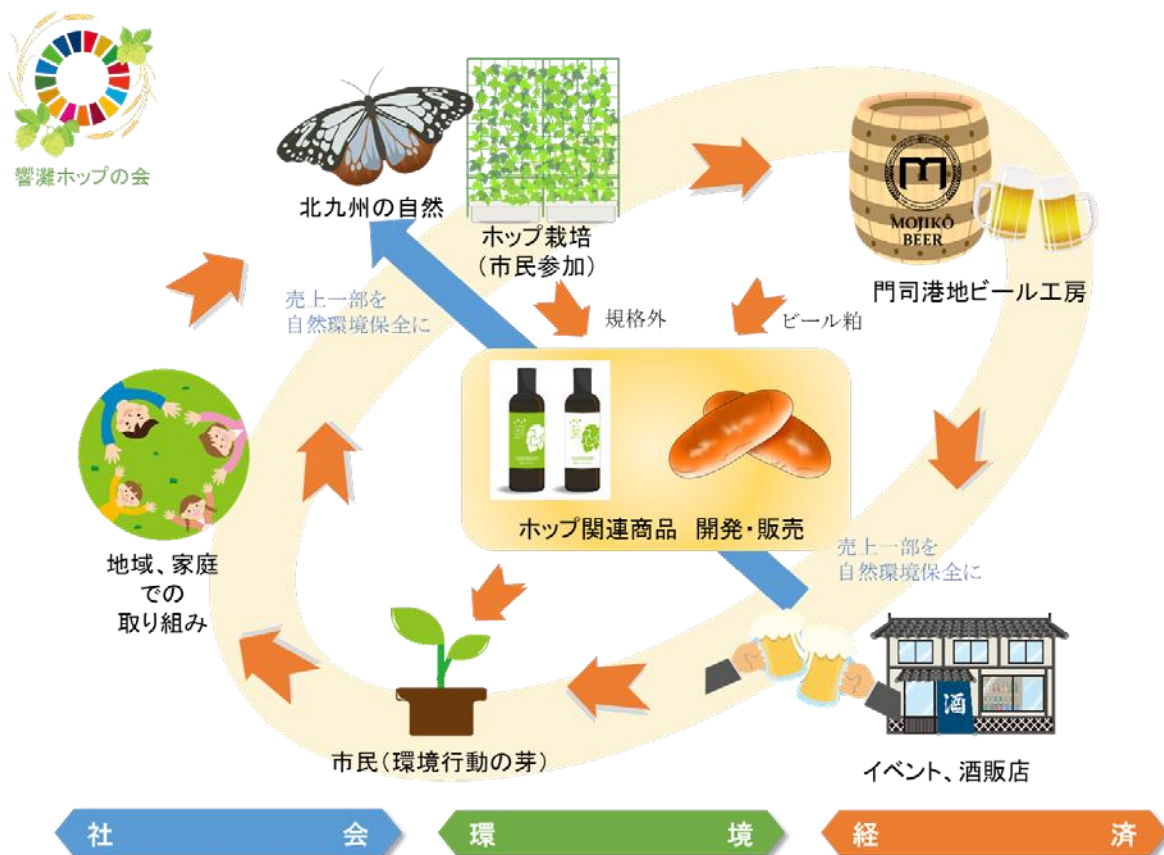 響灘ホップの会
北九州の自然
ホップ栽培
(市民参加)
MOJIKO
BEER
門司港地ビール工房
売上一部を
自然環境保全に
規格外
ビール粕
ホップ関連商品 開発・販売
売上一部を
自然環境保全に
地域、家庭
での
取り組み
酒
市民(環境行動の芽)
イベント、酒販店
社 会
環 境
経 済